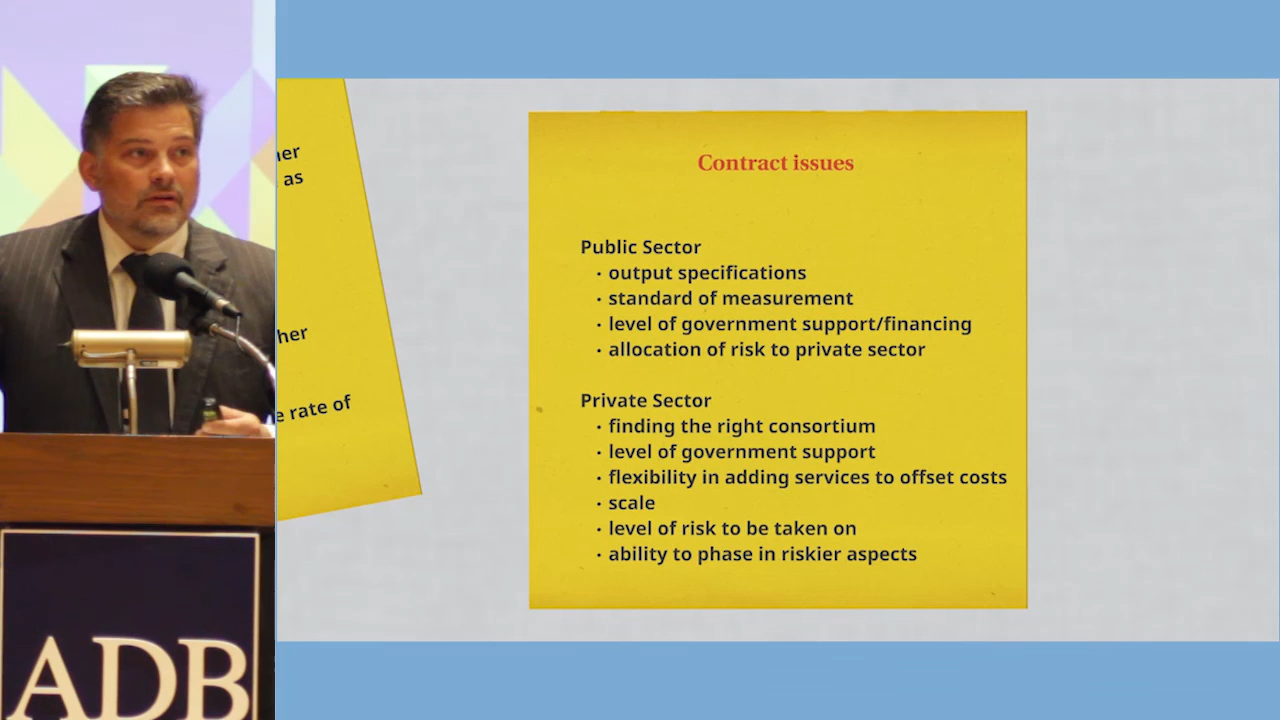 ADB
er
as
her
rate of
Contract issues
Public Sector
· output specifications
· standard of measurement
· level of government support/financing
· allocation of risk to private sector
Private Sector
· finding the right consortium
· level of government support
· flexibility in adding services to offset costs
· scale
· level of risk to be taken on
· ability to phase in riskier aspects